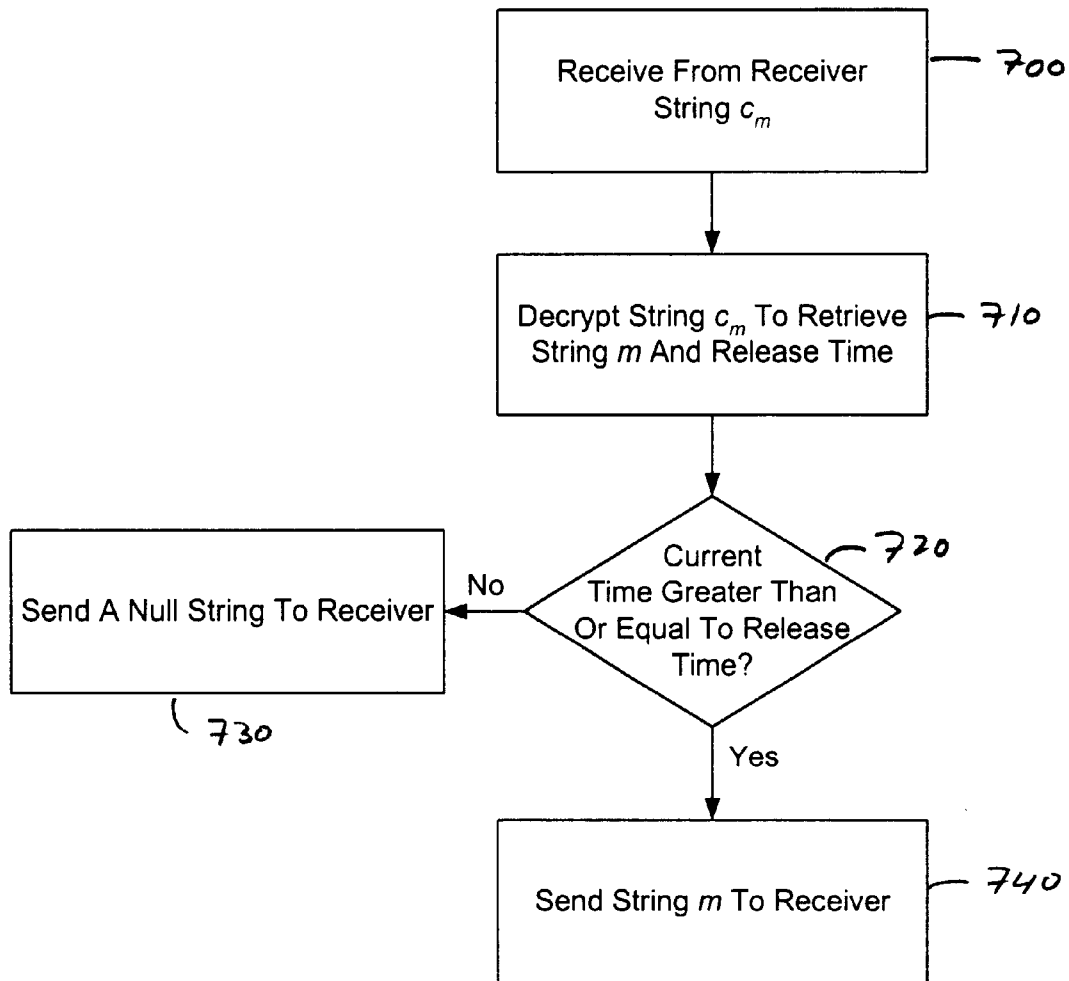 Receive From Receiver
String c_m
700
Decrypt String c_m To Retrieve
String m And Release Time
710
Current
Time Greater Than
Or Equal To Release
Time?
720
No
Send A Null String To Receiver
730
Yes
Send String m To Receiver
740